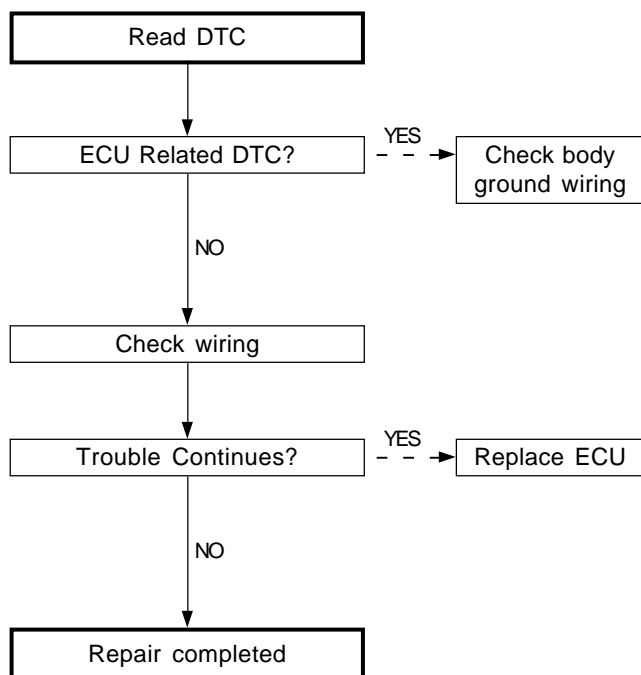 Read DTC
ECU Related DTC?
YES
Check body
ground wiring
NO
Check wiring
Trouble Continues?
YES
Replace ECU
NO
Repair completed